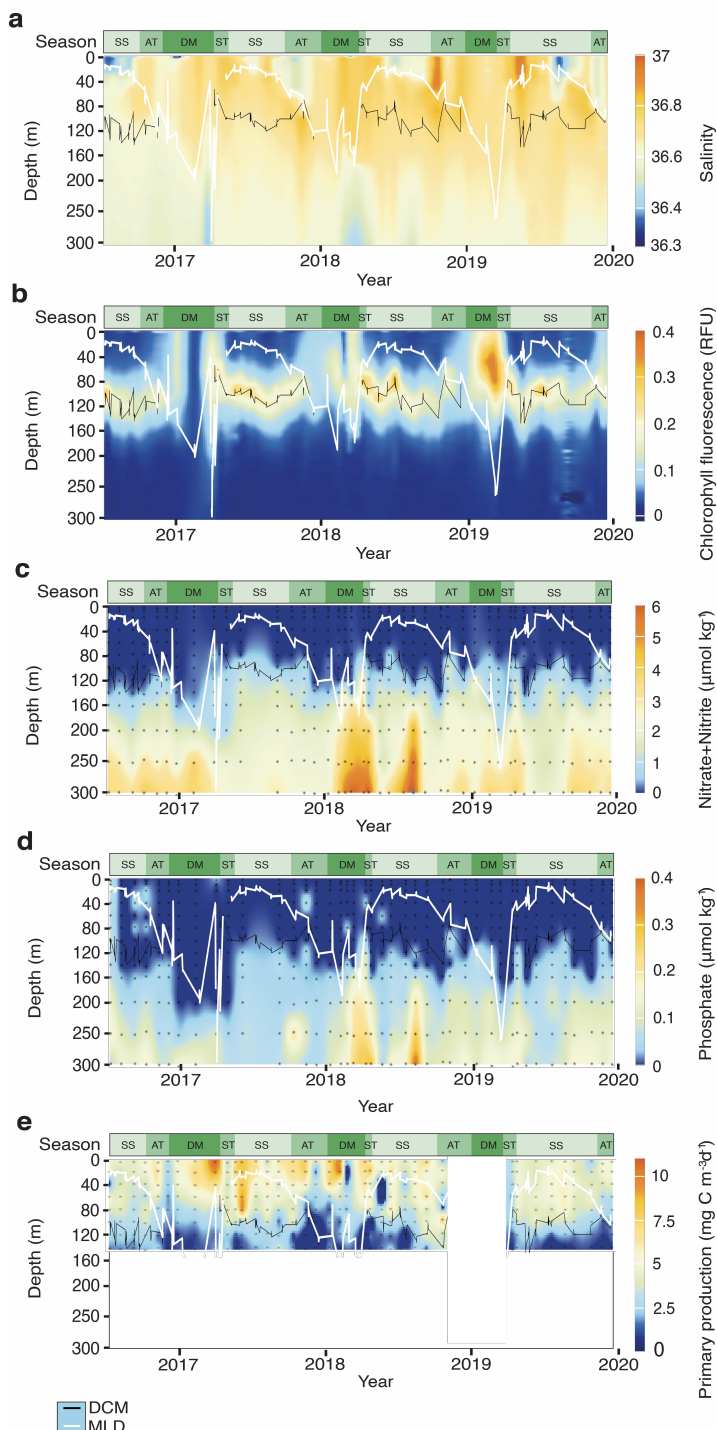 a
Season SS AT DM ST SS AT DM ST SS AT DM ST SS AT
0
40
80
120
160
200
250
300
Depth (m)
37
36.8
36.6
36.4
36.3
Salinity
2017 2018 2019 2020
Year
b
Season SS AT DM ST SS AT DM ST SS AT DM ST SS AT
0
40
80
120
160
200
250
300
Depth (m)
0.4
0.3
0.2
0.1
0
Chlorophyll fluorescence (RFU)
2017 2018 2019 2020
Year
c
Season SS AT DM ST SS AT DM ST SS AT DM ST SS AT
0
40
80
120
160
200
250
300
Depth (m)
6
5
4
3
2
1
0
Nitrate+Nitrite (µmol kg⁻¹)
2017 2018 2019 2020
Year
d
Season SS AT DM ST SS AT DM ST SS AT DM ST SS AT
0
40
80
120
160
200
250
300
Depth (m)
0.4
0.3
0.2
0.1
0
Phosphate (µmol kg⁻¹)
2017 2018 2019 2020
Year
e
Season SS AT DM ST SS AT DM ST SS AT DM ST SS AT
0
40
80
120
160
200
250
300
Depth (m)
10
7.5
5
2.5
0
Primary production (mg C m⁻³d⁻¹)
2017 2018 2019 2020
Year
DCM
MLD